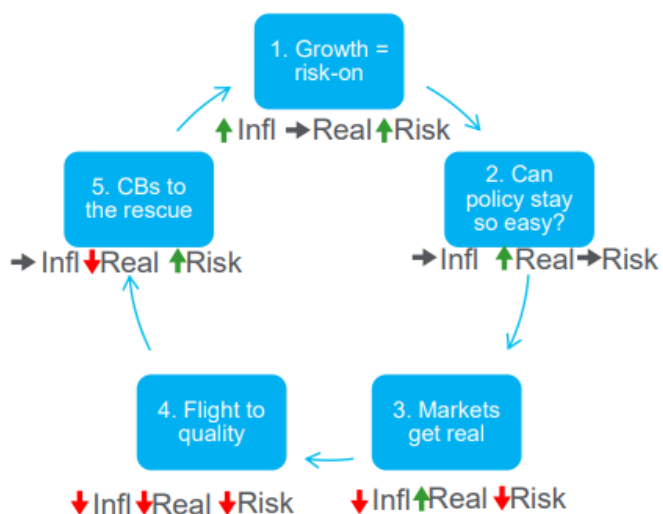 1. Growth =
risk-on
Infl Real Risk
2. Can
policy stay
so easy?
Infl Real Risk
3. Markets
get real
Infl Real Risk
4. Flight to
quality
Infl Real Risk
5. CBs to
the rescue
Infl Real Risk